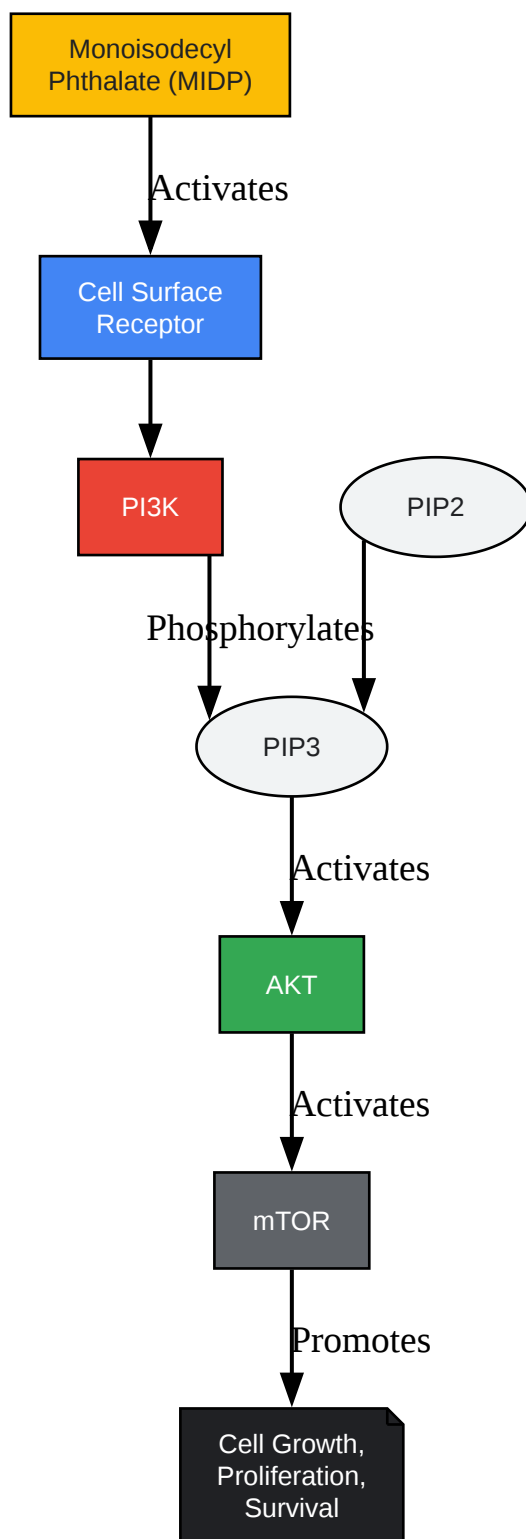 Monoisodecyl
Phthalate (MIDP)
Activates
Cell Surface
Receptor
PI3K
PIP2
Phosphorylates
PIP3
Activates
AKT
Activates
mTOR
Promotes
Cell Growth,
Proliferation,
Survival